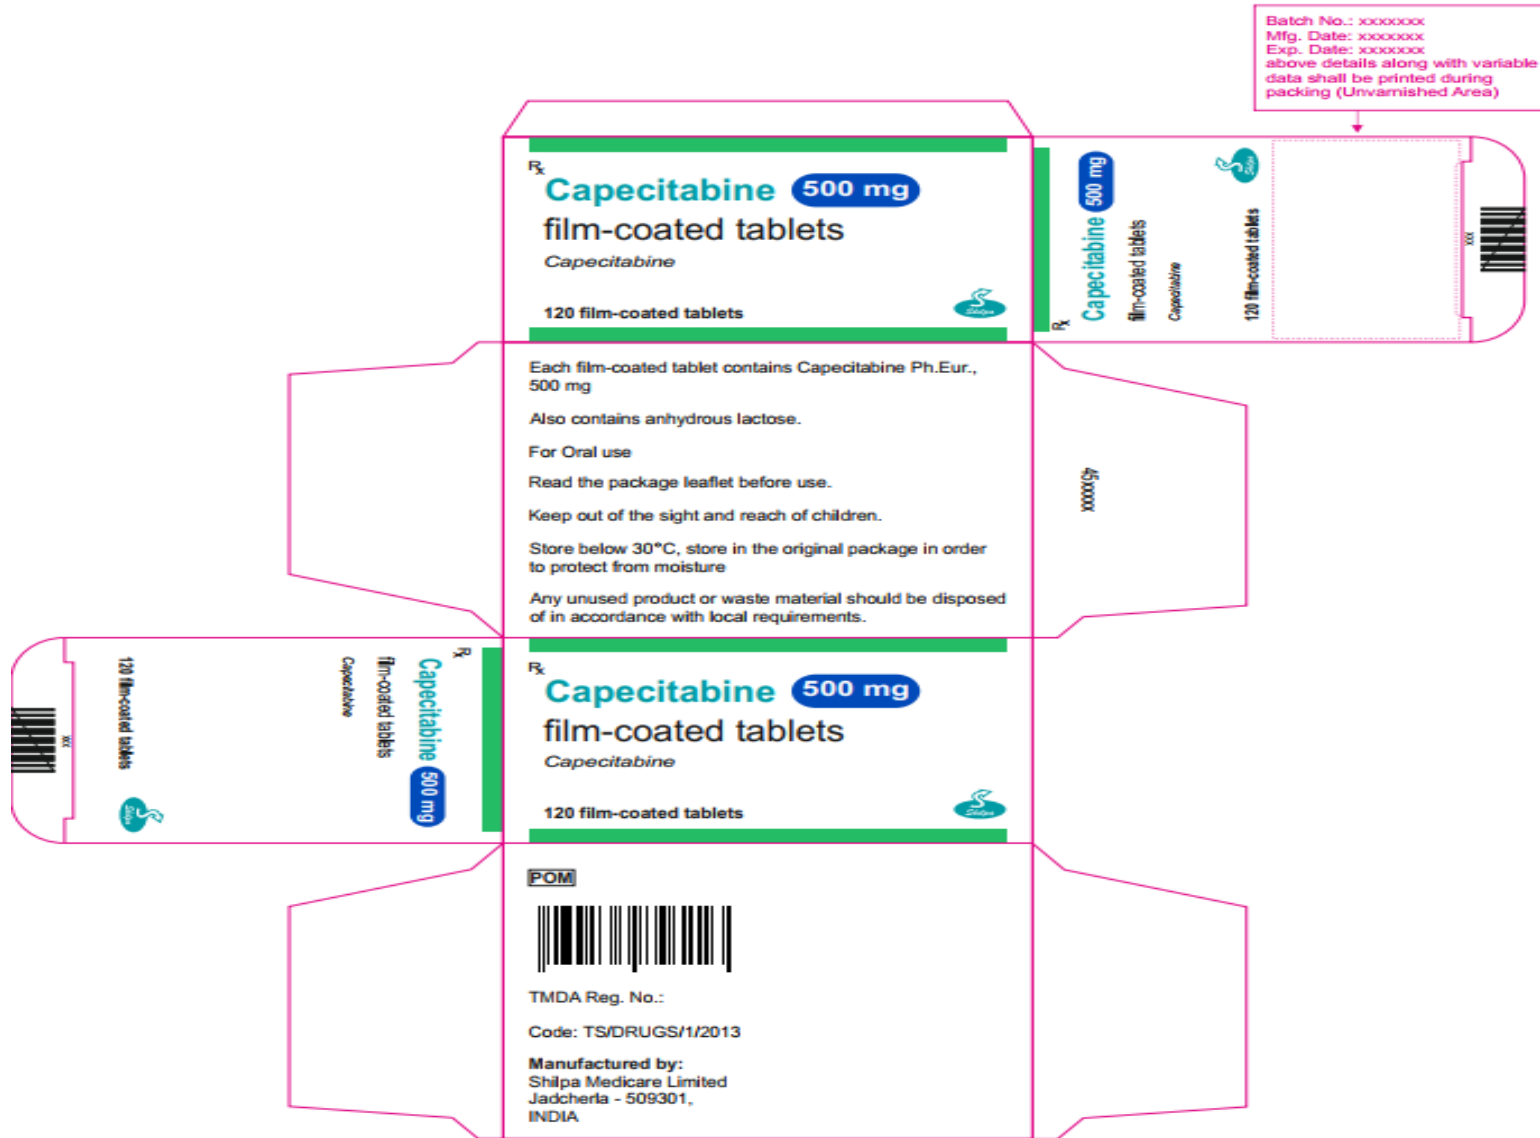 Batch No.: xxxxxxx
Mfg. Date: xxxxxxx
Exp. Date: xxxxxxx
above details along with variable
data shall be printed during
packing (Unvarnished Area)
Rx
Capecitabine 500 mg
film-coated tablets
Capecitabine
120 film-coated tablets
Shilpa
Rx
Capecitabine 500 mg
film-coated tablets
Capecitabine
120 film-coated tablets
Shilpa
xxx
Each film-coated tablet contains Capecitabine Ph.Eur.,
500 mg
Also contains anhydrous lactose.
For Oral use
Read the package leaflet before use.
Keep out of the sight and reach of children.
Store below 30°C, store in the original package in order
to protect from moisture
Any unused product or waste material should be disposed
of in accordance with local requirements.
45xxxxx
Rx
Capecitabine 500 mg
film-coated tablets
Capecitabine
120 film-coated tablets
Shilpa
xxx
Rx
Capecitabine 500 mg
film-coated tablets
Capecitabine
120 film-coated tablets
Shilpa
POM
TMDA Reg. No.:
Code: TS/DRUGS/1/2013
Manufactured by:
Shilpa Medicare Limited
Jadcherla - 509301,
INDIA